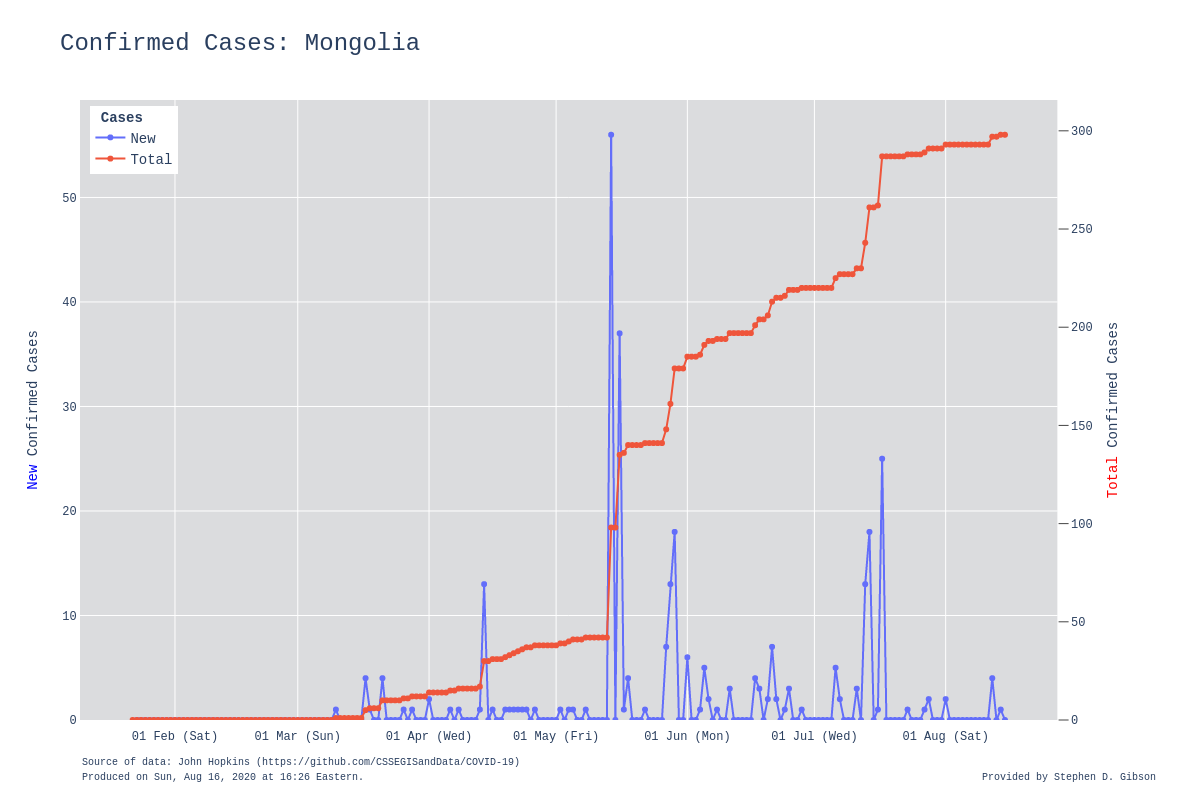 Confirmed Cases: Mongolia
Cases
New
Total
50
40
30
20
10
0
300
250
200
150
100
50
0
New Confirmed Cases
Total Confirmed Cases
01 Feb (Sat)
01 Mar (Sun)
01 Apr (Wed)
01 May (Fri)
01 Jun (Mon)
01 Jul (Wed)
01 Aug (Sat)
Source of data: John Hopkins (https://github.com/CSSEGISandData/COVID-19)
Produced on Sun, Aug 16, 2020 at 16:26 Eastern.
Provided by Stephen D. Gibson